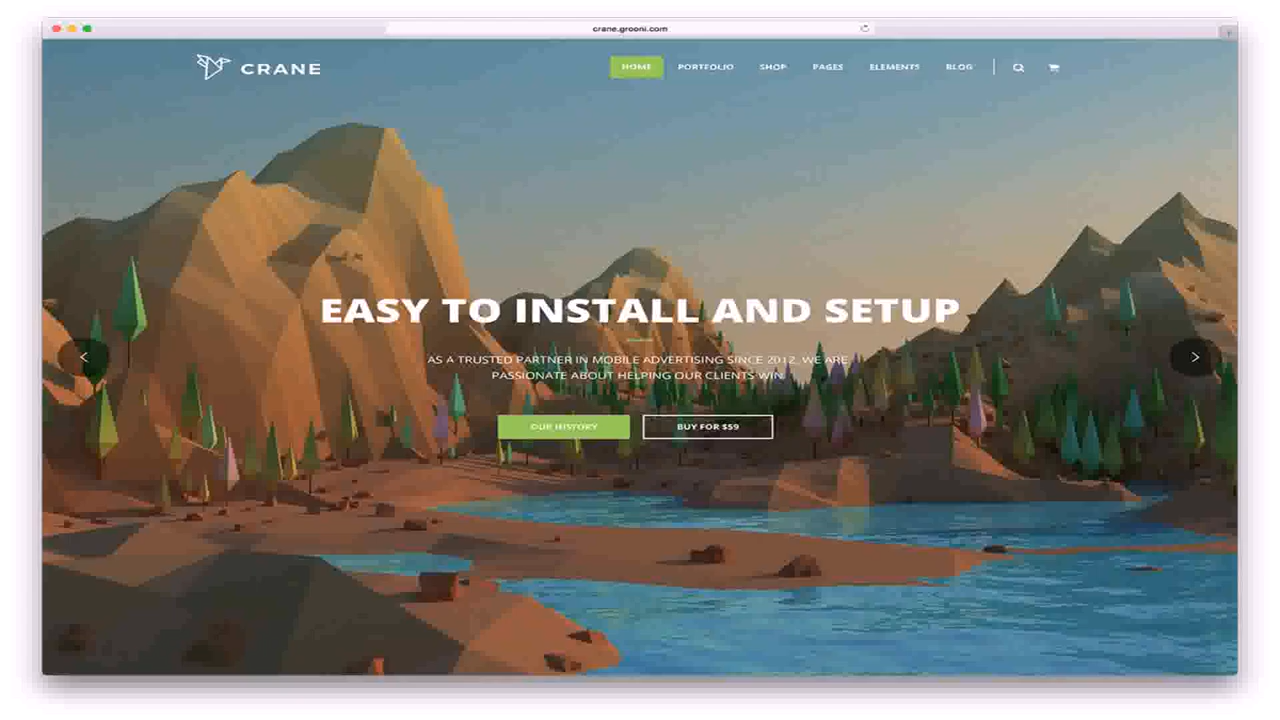 crane.grooni.com
CRANE
HOME PORTFOLIO SHOP PAGES ELEMENTS BLOG
EASY TO INSTALL AND SETUP
AS A TRUSTED PARTNER IN MOBILE ADVERTISING SINCE 2012, WE ARE
PASSIONATE ABOUT HELPING OUR CLIENTS WIN
OUR HISTORY BUY FOR $59